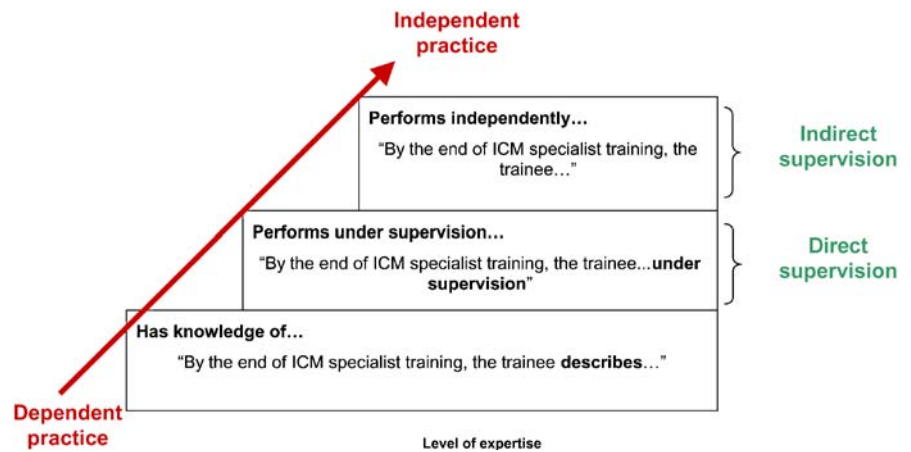 Independent
practice
Performs independently…
“By the end of ICM specialist training, the
trainee…”
Indirect
supervision
Performs under supervision…
“By the end of ICM specialist training, the trainee...under
supervision”
Direct
supervision
Has knowledge of…
“By the end of ICM specialist training, the trainee describes…”
Dependent
practice
Level of expertise